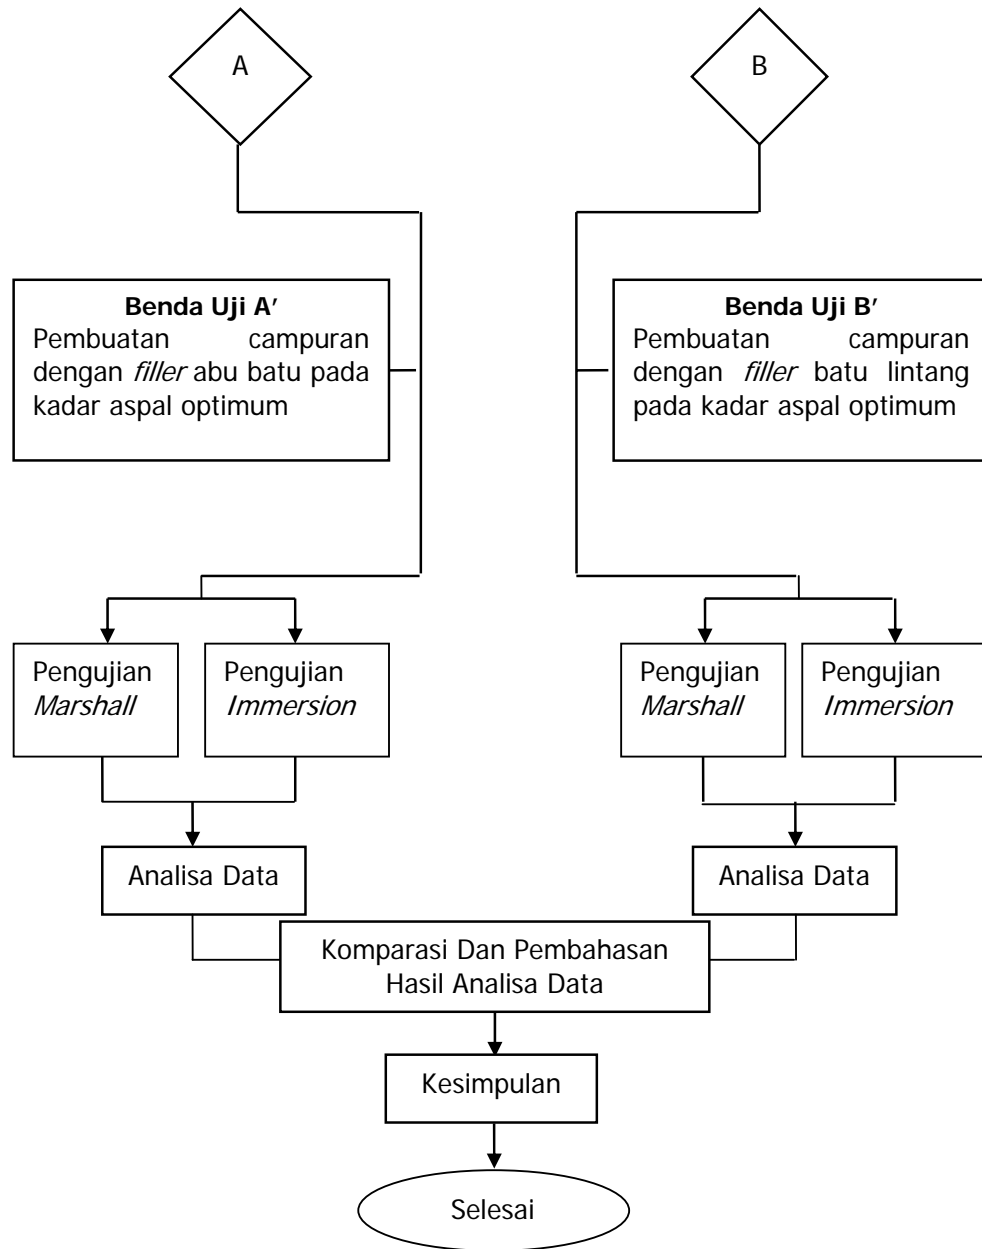 A
B
Benda Uji A’
Pembuatan campuran
dengan filler abu batu pada
kadar aspal optimum
Benda Uji B’
Pembuatan campuran
dengan filler batu lintang
pada kadar aspal optimum
Pengujian
Marshall
Pengujian
Immersion
Pengujian
Marshall
Pengujian
Immersion
Analisa Data
Analisa Data
Komparasi Dan Pembahasan
Hasil Analisa Data
Kesimpulan
Selesai